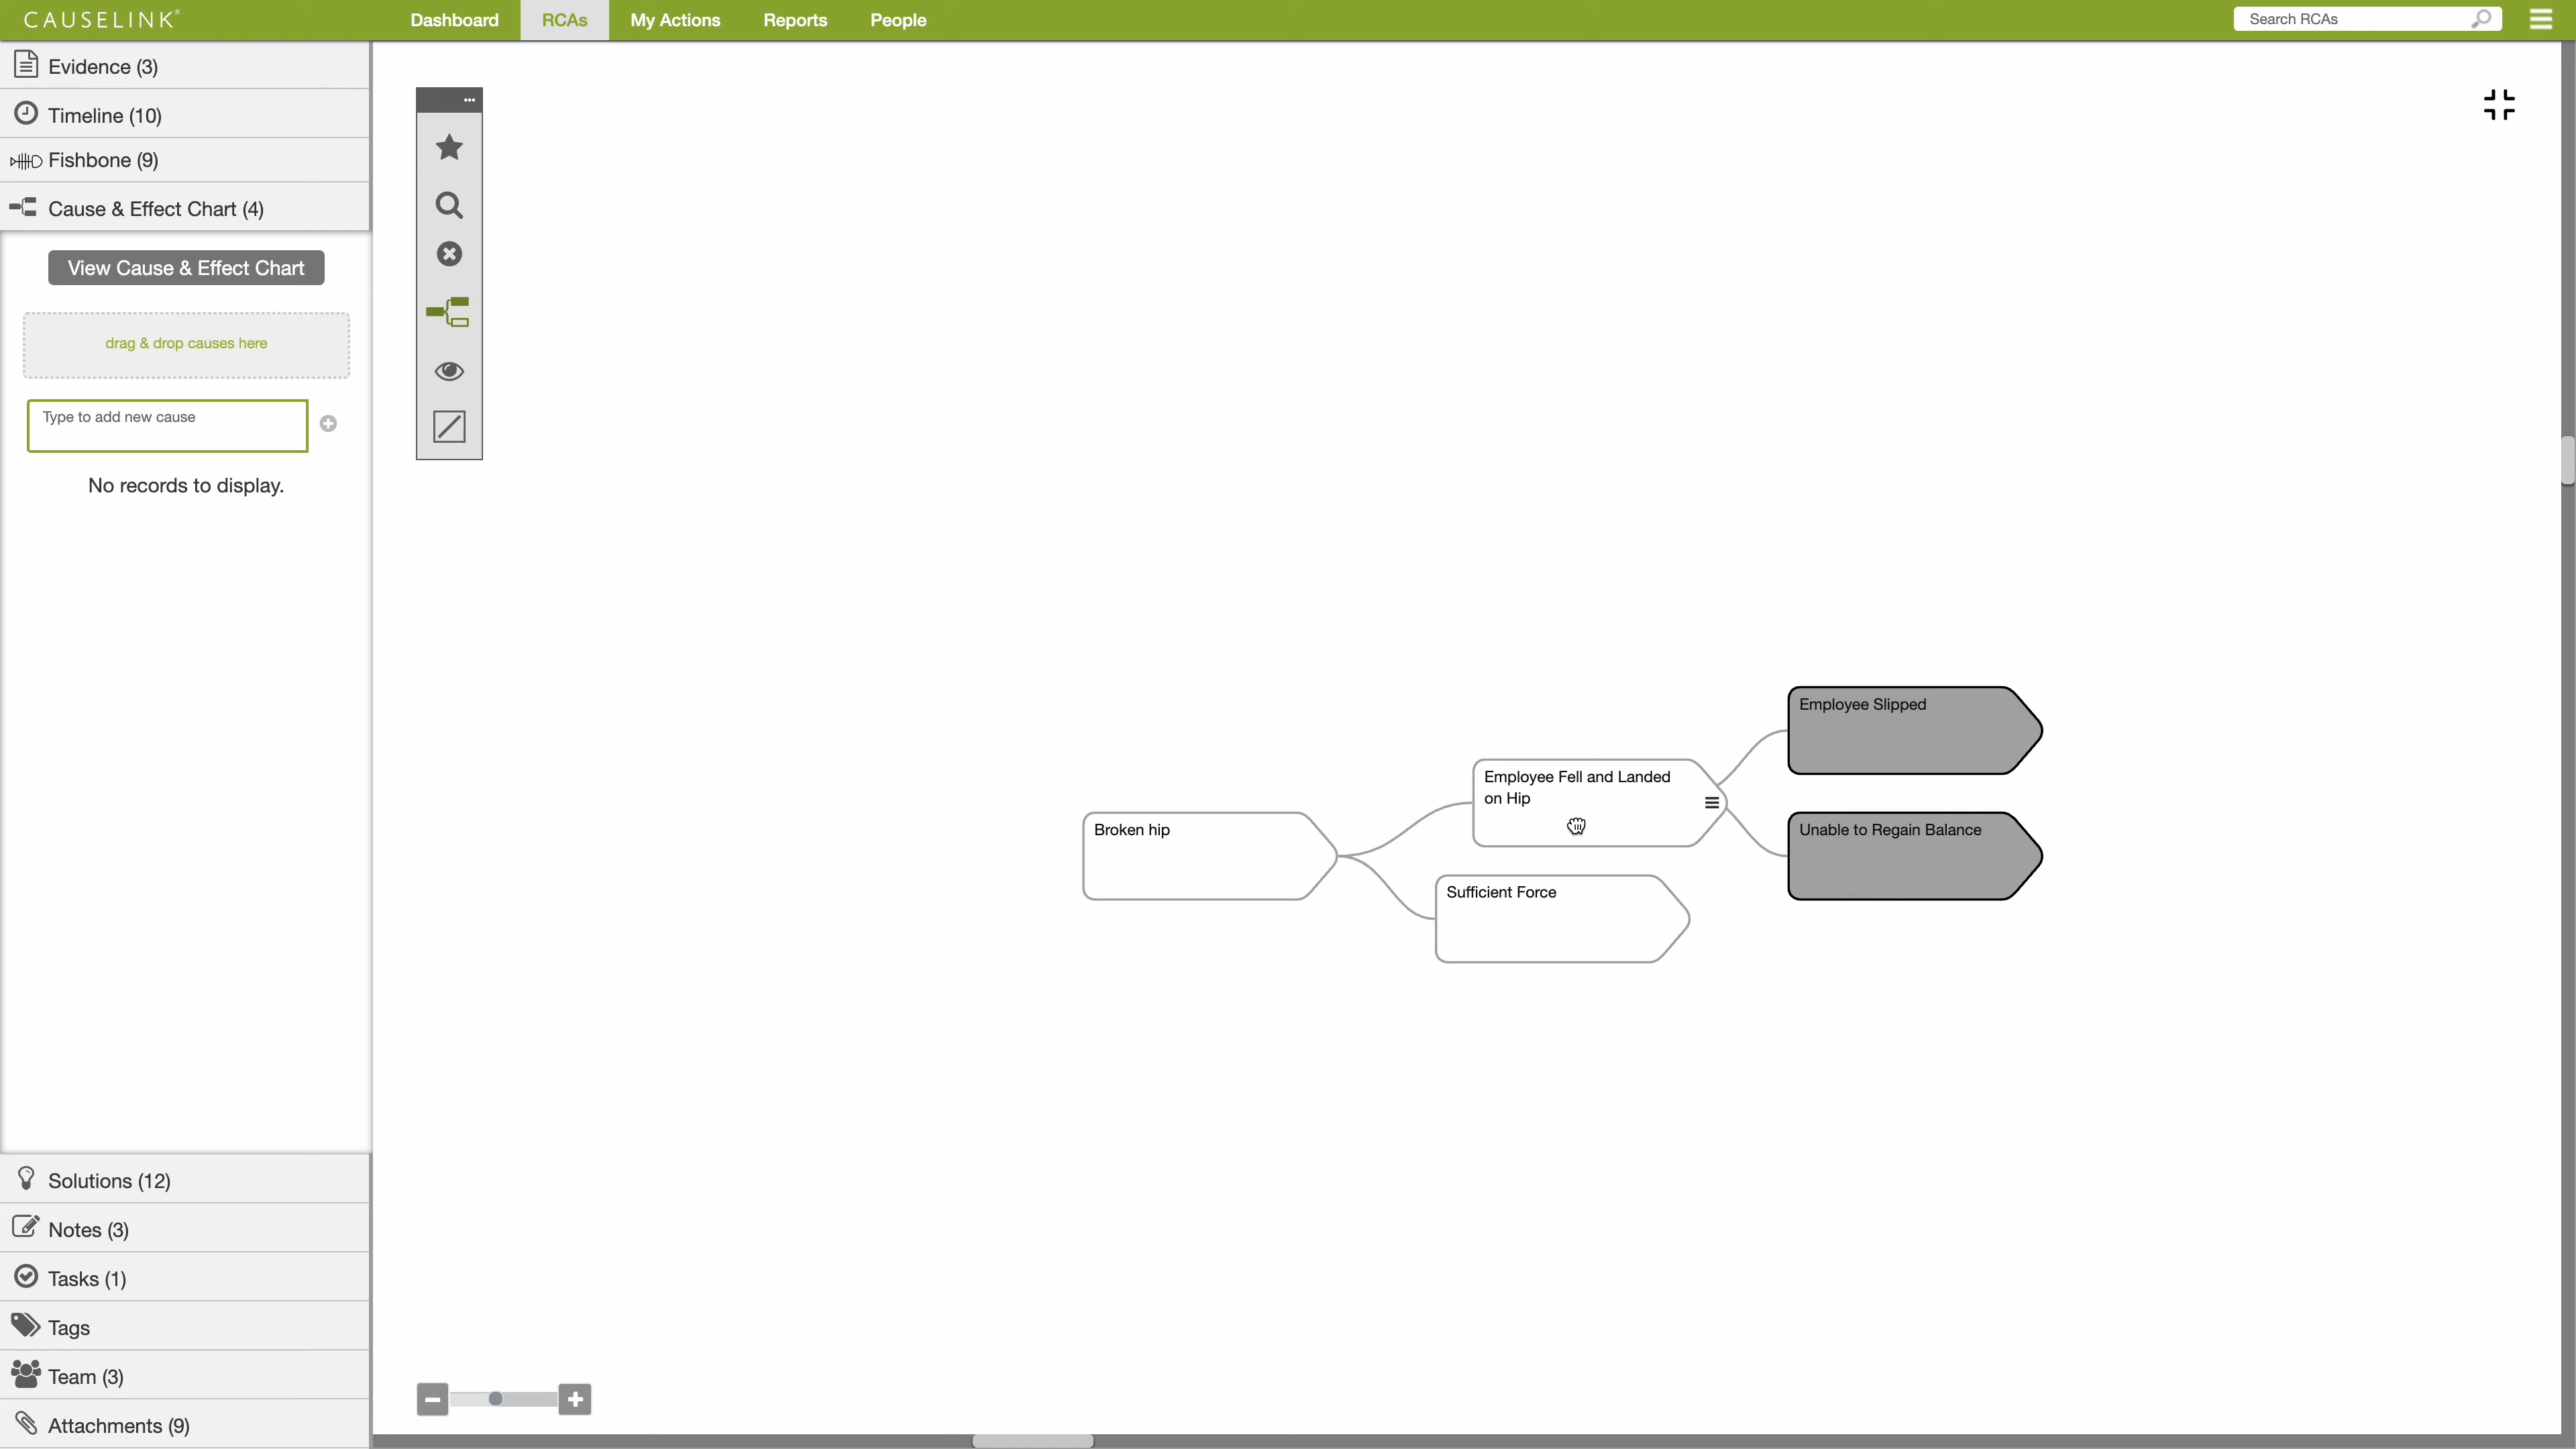 CAUSELINK®
Dashboard
RCAs
My Actions
Reports
People
Search RCAs
Evidence (3)
Timeline (10)
Fishbone (9)
Cause & Effect Chart (4)
View Cause & Effect Chart
drag & drop causes here
Type to add new cause
No records to display.
Solutions (12)
Notes (3)
Tasks (1)
Tags
Team (3)
Attachments (9)
Broken hip
Employee Fell and Landed
on Hip
Sufficient Force
Employee Slipped
Unable to Regain Balance